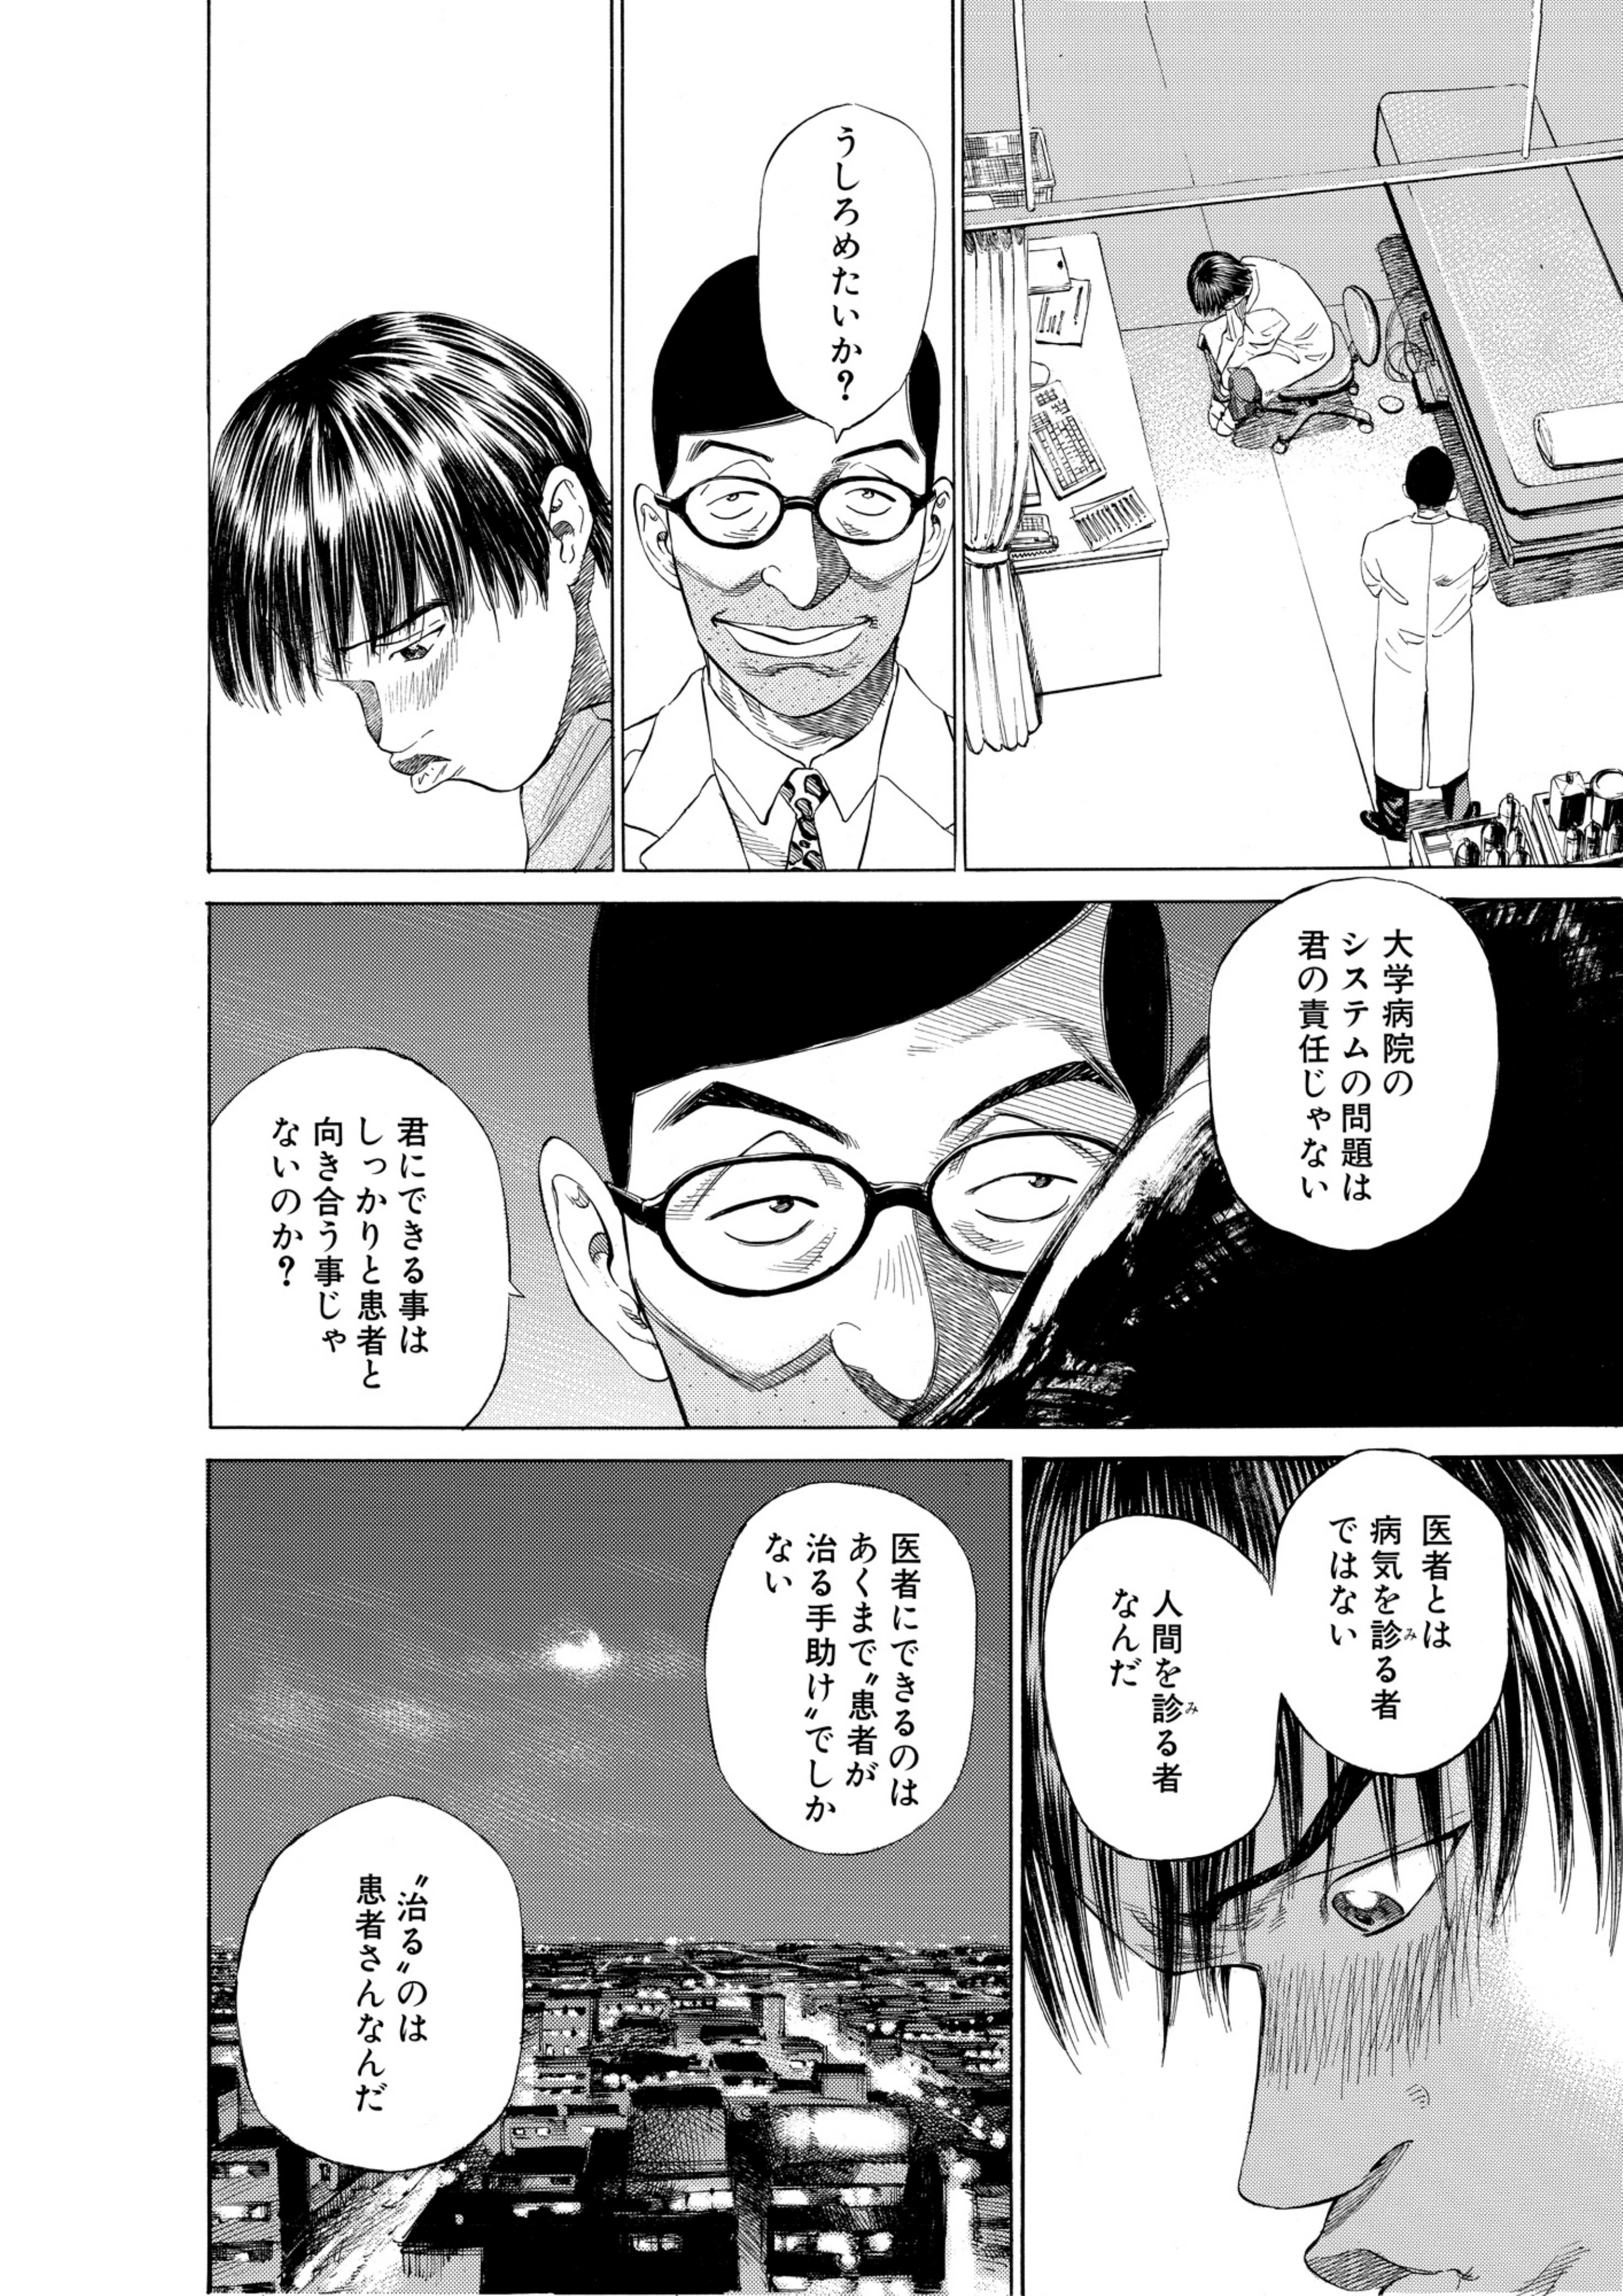 うしろめたいか？
大学病院の
システムの問題は
君の責任じゃない
君にできる事は
しっかりと患者と
向き合う事じゃ
ないのか？
医者とは
病気を診る者
ではない
人間を診る者
なんだ
医者にできるのは
あくまで〝患者が
治る手助け〟でしか
ない
〝治る〟のは
患者さんなんだ